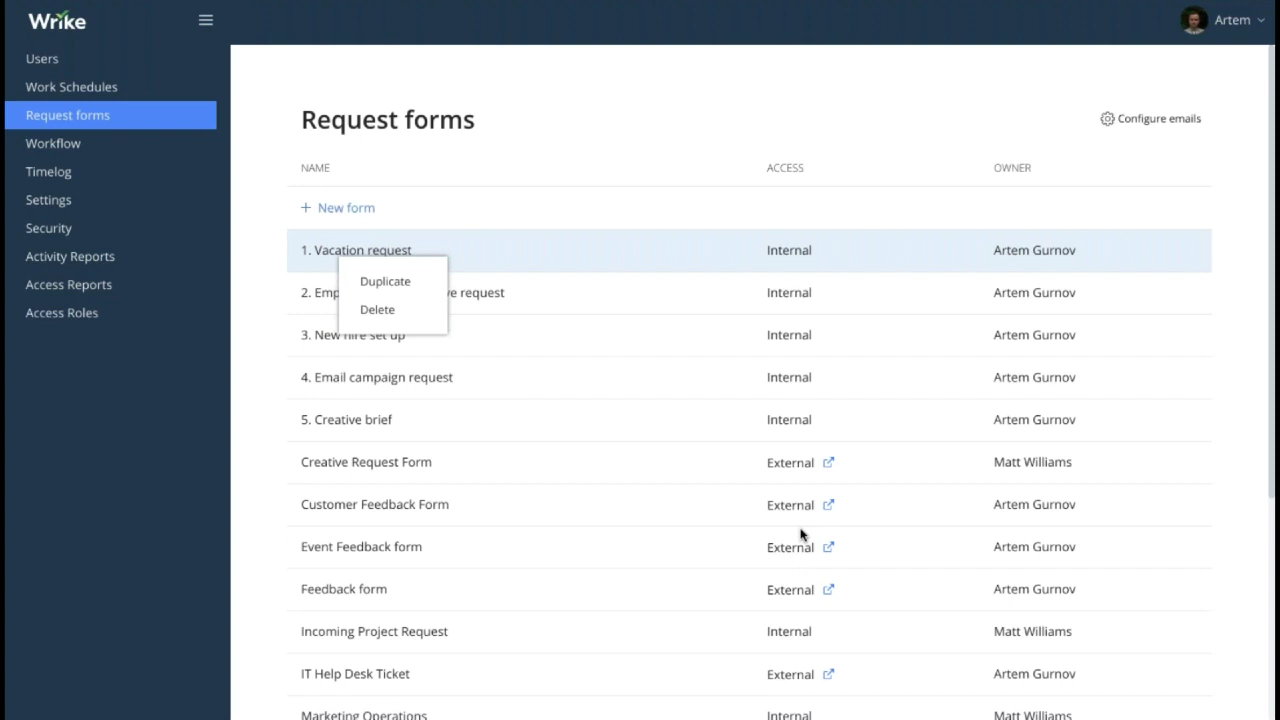 Wrike
Artem
Users
Work Schedules
Request forms
Workflow
Timelog
Settings
Security
Activity Reports
Access Reports
Access Roles
Request forms
Configure emails
NAME ACCESS OWNER
+ New form
1. Vacation request Internal Artem Gurnov
Duplicate
Delete
2. Emp ve request Internal Artem Gurnov
3. New hire set up Internal Artem Gurnov
4. Email campaign request Internal Artem Gurnov
5. Creative brief Internal Artem Gurnov
Creative Request Form External Matt Williams
Customer Feedback Form External Artem Gurnov
Event Feedback form External Artem Gurnov
Feedback form External Artem Gurnov
Incoming Project Request Internal Matt Williams
IT Help Desk Ticket External Artem Gurnov
Marketing Operations Internal Matt Williams